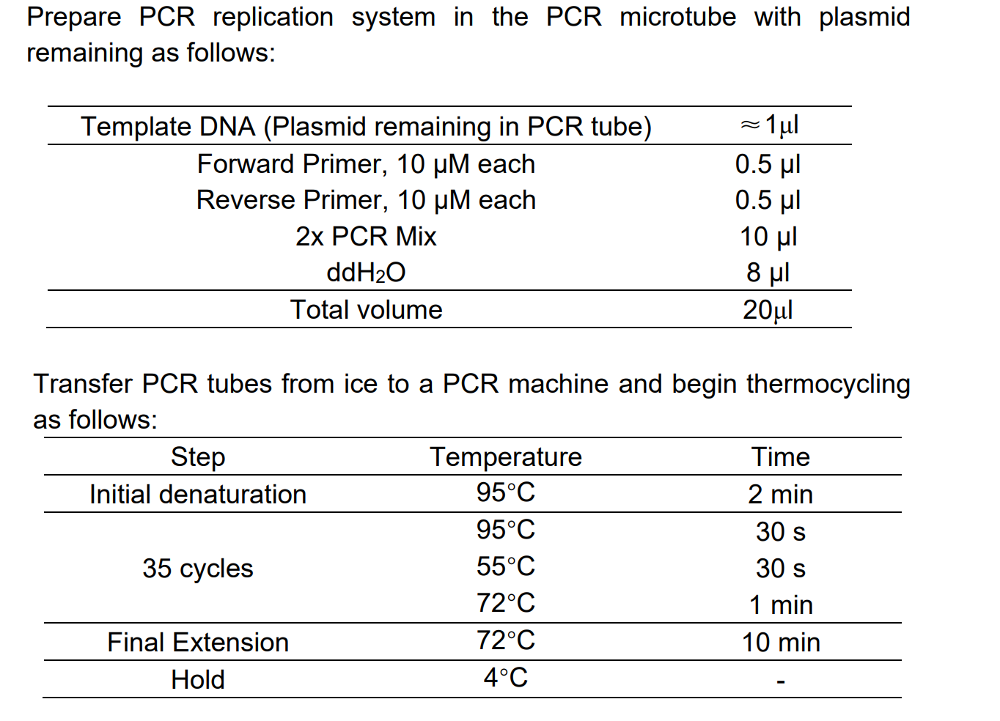 Prepare PCR replication system in the PCR microtube with plasmid
remaining as follows:
Template DNA (Plasmid remaining in PCR tube) ≈1μl
Forward Primer, 10 μM each 0.5 μl
Reverse Primer, 10 μM each 0.5 μl
2x PCR Mix 10 μl
ddH₂O 8 μl
Total volume 20μl
Transfer PCR tubes from ice to a PCR machine and begin thermocycling
as follows:
Step Temperature Time
Initial denaturation 95°C 2 min
95°C 30 s
35 cycles 55°C 30 s
72°C 1 min
Final Extension 72°C 10 min
Hold 4°C -